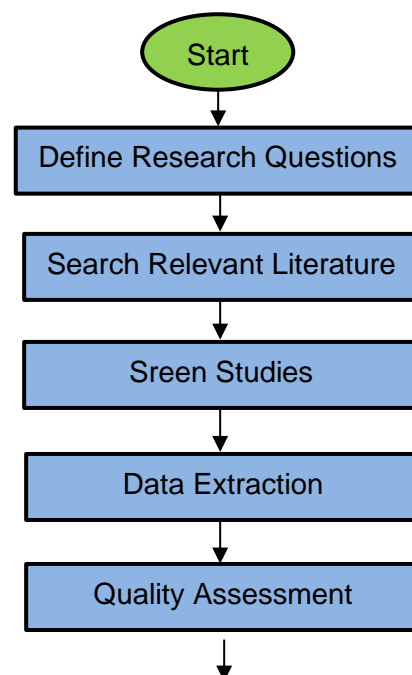 Start
Define Research Questions
Search Relevant Literature
Sreen Studies
Data Extraction
Quality Assessment